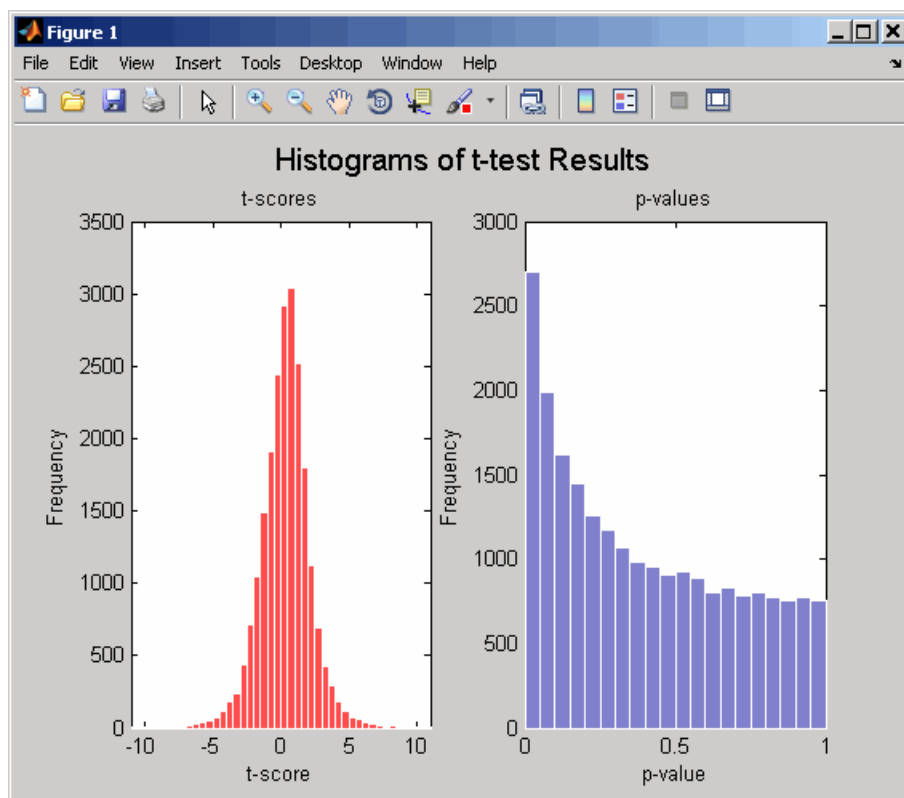 Figure 1
File Edit View Insert Tools Desktop Window Help
Histograms of t-test Results
t-scores
3500
3000
2500
2000
1500
1000
500
0
Frequency
-10 -5 0 5 10
t-score
p-values
3000
2500
2000
1500
1000
500
0
Frequency
0 0.5 1
p-value